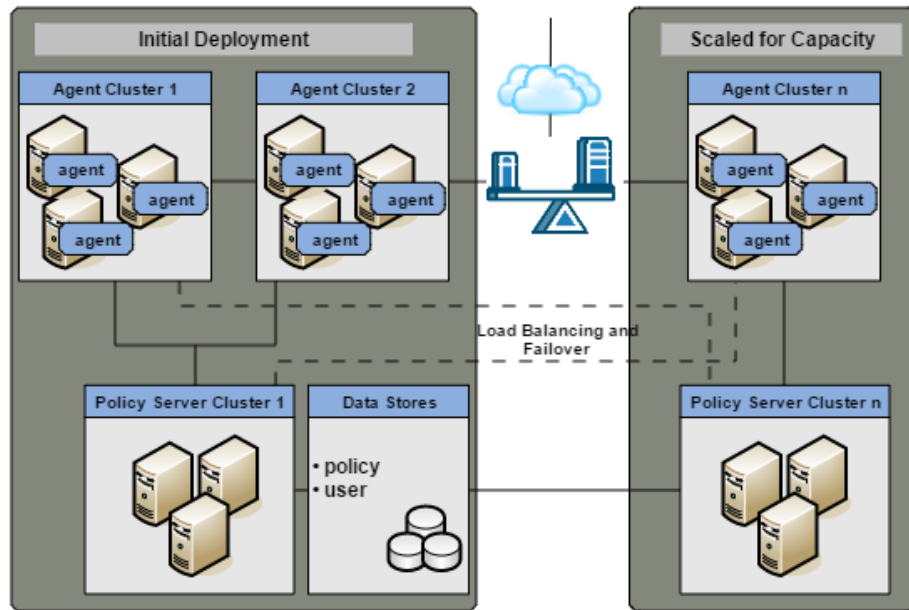 Initial Deployment
Scaled for Capacity
Agent Cluster 1
Agent Cluster 2
Agent Cluster n
agent
agent
agent
agent
agent
agent
agent
agent
agent
Load Balancing and
Failover
Policy Server Cluster 1
Data Stores
Policy Server Cluster n
• policy
• user